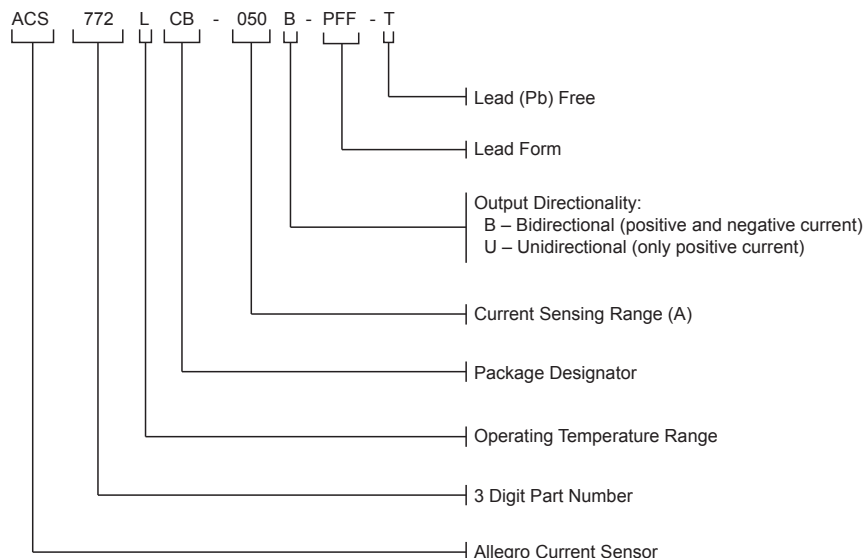 ACS 772 L CB - 050 B - PFF - T
Lead (Pb) Free
Lead Form
Output Directionality:
B – Bidirectional (positive and negative current)
U – Unidirectional (only positive current)
Current Sensing Range (A)
Package Designator
Operating Temperature Range
3 Digit Part Number
Allegro Current Sensor